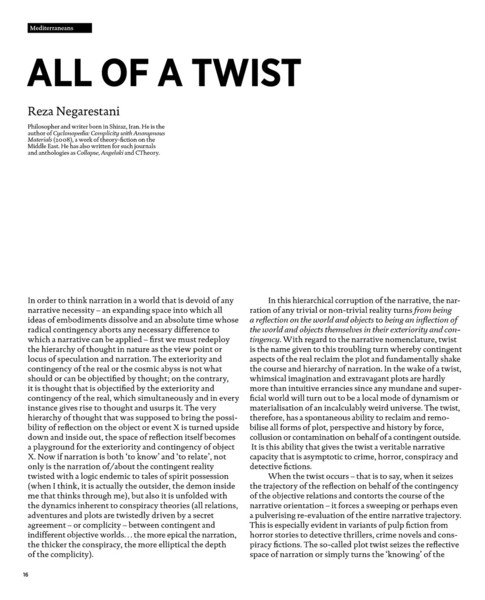 Mediterraneans
ALL OF A TWIST
Reza Negarestani
Philosopher and writer born in Shiraz, Iran. He is the
author of Cyclonopedia: Complicity with Anonymous
Materials (2008), a work of theory-fiction on the
Middle East. He has also written for such journals
and anthologies as Collapse, Angelaki and CTheory.
In order to think narration in a world that is devoid of any
narrative necessity – an expanding space into which all
ideas of embodiments dissolve and an absolute time whose
radical contingency aborts any necessary difference to
which a narrative can be applied – first we must redeploy
the hierarchy of thought in nature as the view point or
locus of speculation and narration. The exteriority and
contingency of the real or the cosmic abyss is not what
should or can be objectified by thought; on the contrary,
it is thought that is objectified by the exteriority and
contingency of the real, which simultaneously and in every
instance gives rise to thought and usurps it. The very
hierarchy of thought that was supposed to bring the possi-
bility of reflection on the object or event X is turned upside
down and inside out, the space of reflection itself becomes
a playground for the exteriority and contingency of object
X. Now if narration is both ‘to know’ and ‘to relate’, not
only is the narration of/about the contingent reality
twisted with a logic endemic to tales of spirit possession
(when I think, it is actually the outsider, the demon inside
me that thinks through me), but also it is unfolded with
the dynamics inherent to conspiracy theories (all relations,
adventures and plots are twistedly driven by a secret
agreement – or complicity – between contingent and
indifferent objective worlds… the more epical the narration,
the thicker the conspiracy, the more elliptical the depth
of the complicity).
In this hierarchical corruption of the narrative, the nar-
ration of any trivial or non-trivial reality turns from being
a reflection on the world and objects to being an inflection of
the world and objects themselves in their exteriority and con-
tingency. With regard to the narrative nomenclature, twist
is the name given to this troubling turn whereby contingent
aspects of the real reclaim the plot and fundamentally shake
the course and hierarchy of narration. In the wake of a twist,
whimsical imagination and extravagant plots are hardly
more than intuitive errancies since any mundane and super-
ficial world will turn out to be a local mode of dynamism or
materialisation of an incalculably weird universe. The twist,
therefore, has a spontaneous ability to reclaim and remo-
bilise all forms of plot, perspective and history by force,
collusion or contamination on behalf of a contingent outside.
It is this ability that gives the twist a veritable narrative
capacity that is asymptotic to crime, horror, conspiracy and
detective fictions.
When the twist occurs – that is to say, when it seizes
the trajectory of the reflection on behalf of the contingency
of the objective relations and contorts the course of the
narrative orientation – it forces a sweeping or perhaps even
a pulverising re-evaluation of the entire narrative trajectory.
This is especially evident in variants of pulp fiction from
horror stories to detective thrillers, crime novels and cons-
piracy fictions. The so-called plot twist seizes the reflective
space of narration or simply turns the ‘knowing’ of the
16